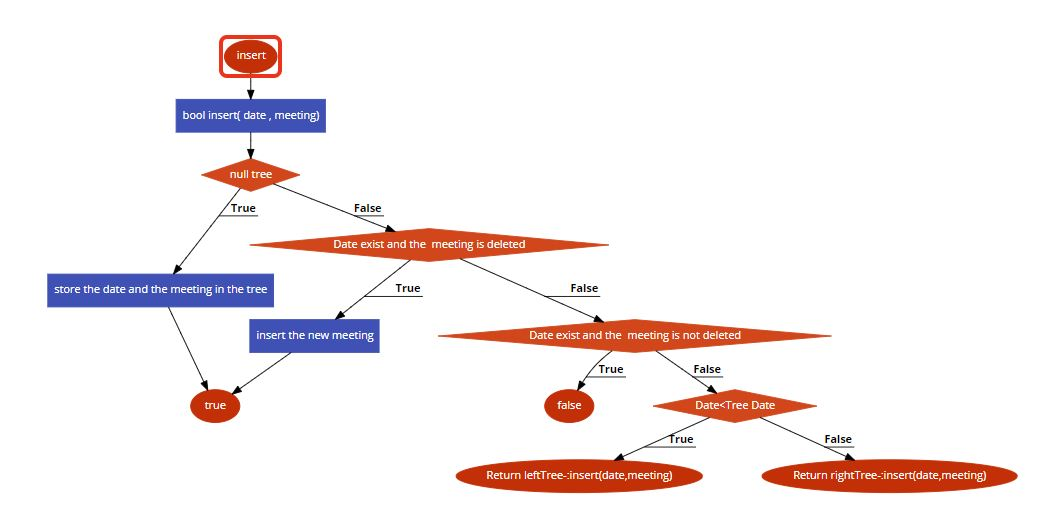 insert
bool insert( date , meeting)
null tree
True
False
Date exist and the  meeting is deleted
True
False
store the date and the meeting in the tree
insert the new meeting
Date exist and the  meeting is not deleted
True
False
true
false
Date<Tree Date
True
False
Return leftTree-:insert(date,meeting)
Return rightTree-:insert(date,meeting)